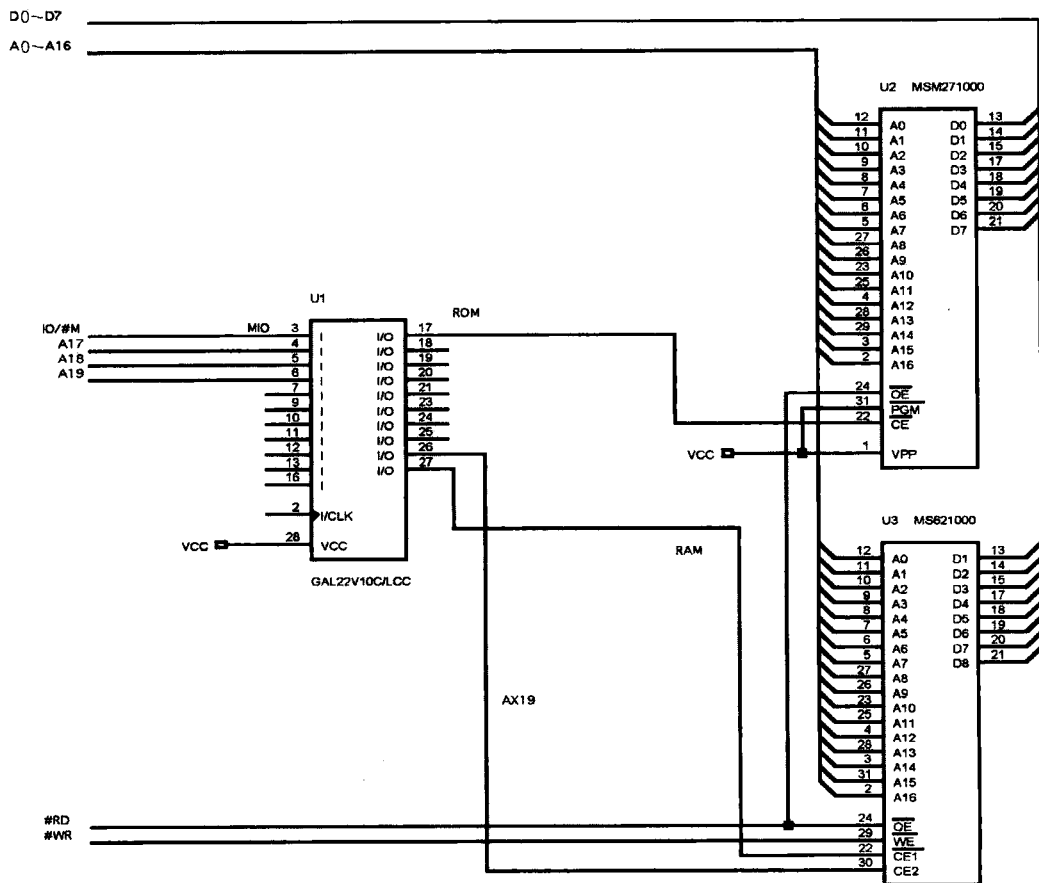 D0~D7
A0~A16
U2 MSM271000
12 A0 D0 13
11 A1 D1 14
10 A2 D2 15
9 A3 D3 17
8 A4 D4 18
7 A5 D5 19
6 A6 D6 20
5 A7 D7 21
27 A8
26 A9
23 A10
25 A11
4 A12
28 A13
29 A14
3 A15
2 A16
24 OE
31 PGM
22 CE
VCC 1 VPP
U1
ROM
IO/#M MIO 3 I I/O 17
A17 4 I I/O 18
A18 5 I I/O 19
A19 6 I I/O 20
7 I I/O 21
9 I I/O 23
10 I I/O 24
11 I I/O 25
12 I I/O 26
13 I I/O 27
16 I
2 I/CLK
VCC 28 VCC
GAL22V10C/LCC
RAM
AX19
U3 MS621000
12 A0 D1 13
11 A1 D2 14
10 A2 D3 15
9 A3 D4 17
8 A4 D5 18
7 A5 D6 19
6 A6 D7 20
5 A7 D8 21
27 A8
26 A9
23 A10
25 A11
4 A12
28 A13
3 A14
31 A15
2 A16
#RD 24 OE
#WR 29 WE
22 CE1
30 CE2